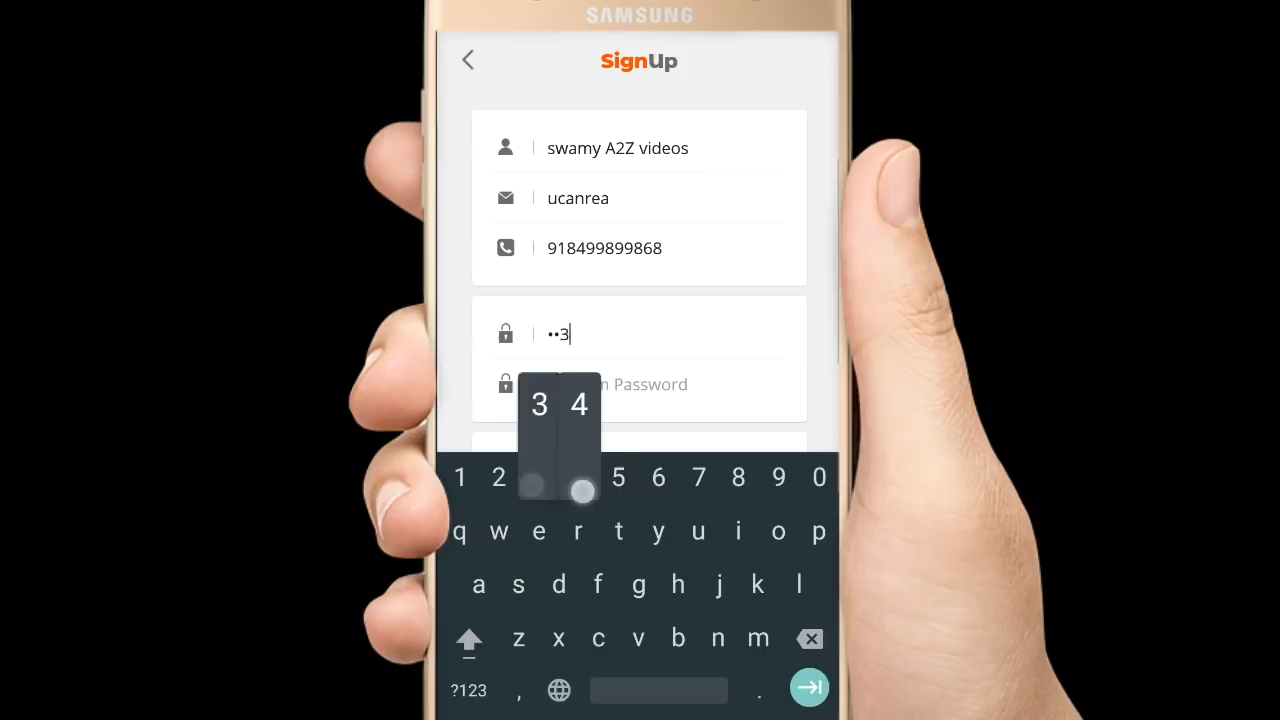 SAMSUNG
SignUp
swamy A2Z videos
ucanrea
918499899868
••3
n Password
3 4
1 2 5 6 7 8 9 0
q w e r t y u i o p
a s d f g h j k l
z x c v b n m
?123 , .